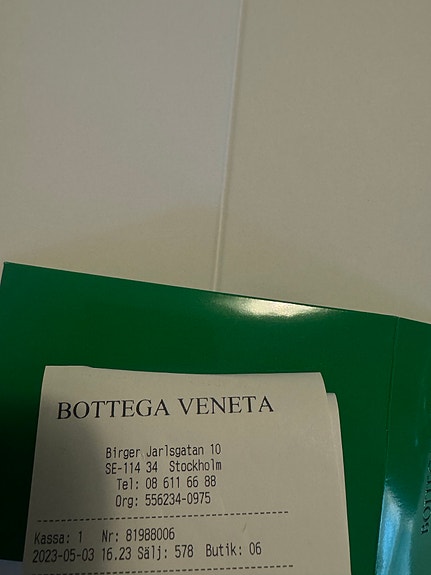 BOTTEGA VENETA
Birger Jarlsgatan 10
SE-114 34 Stockholm
Tel: 08 611 66 88
Org: 556234-0975
Kassa: 1 Nr: 81988006
2023-05-03 16.23 Sälj: 578 Butik: 06
BOTTEG